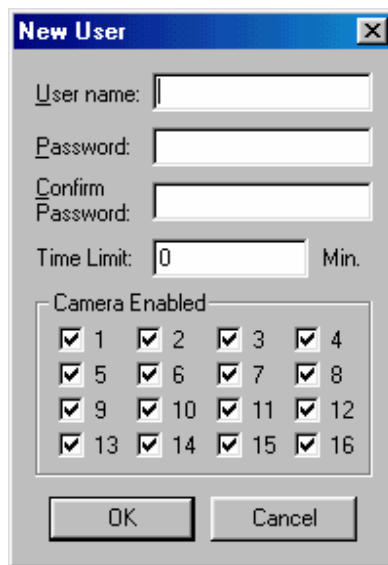 New User
User name:
Password:
Confirm
Password:
Time Limit: 0 Min.
Camera Enabled
1 2 3 4
5 6 7 8
9 10 11 12
13 14 15 16
OK Cancel